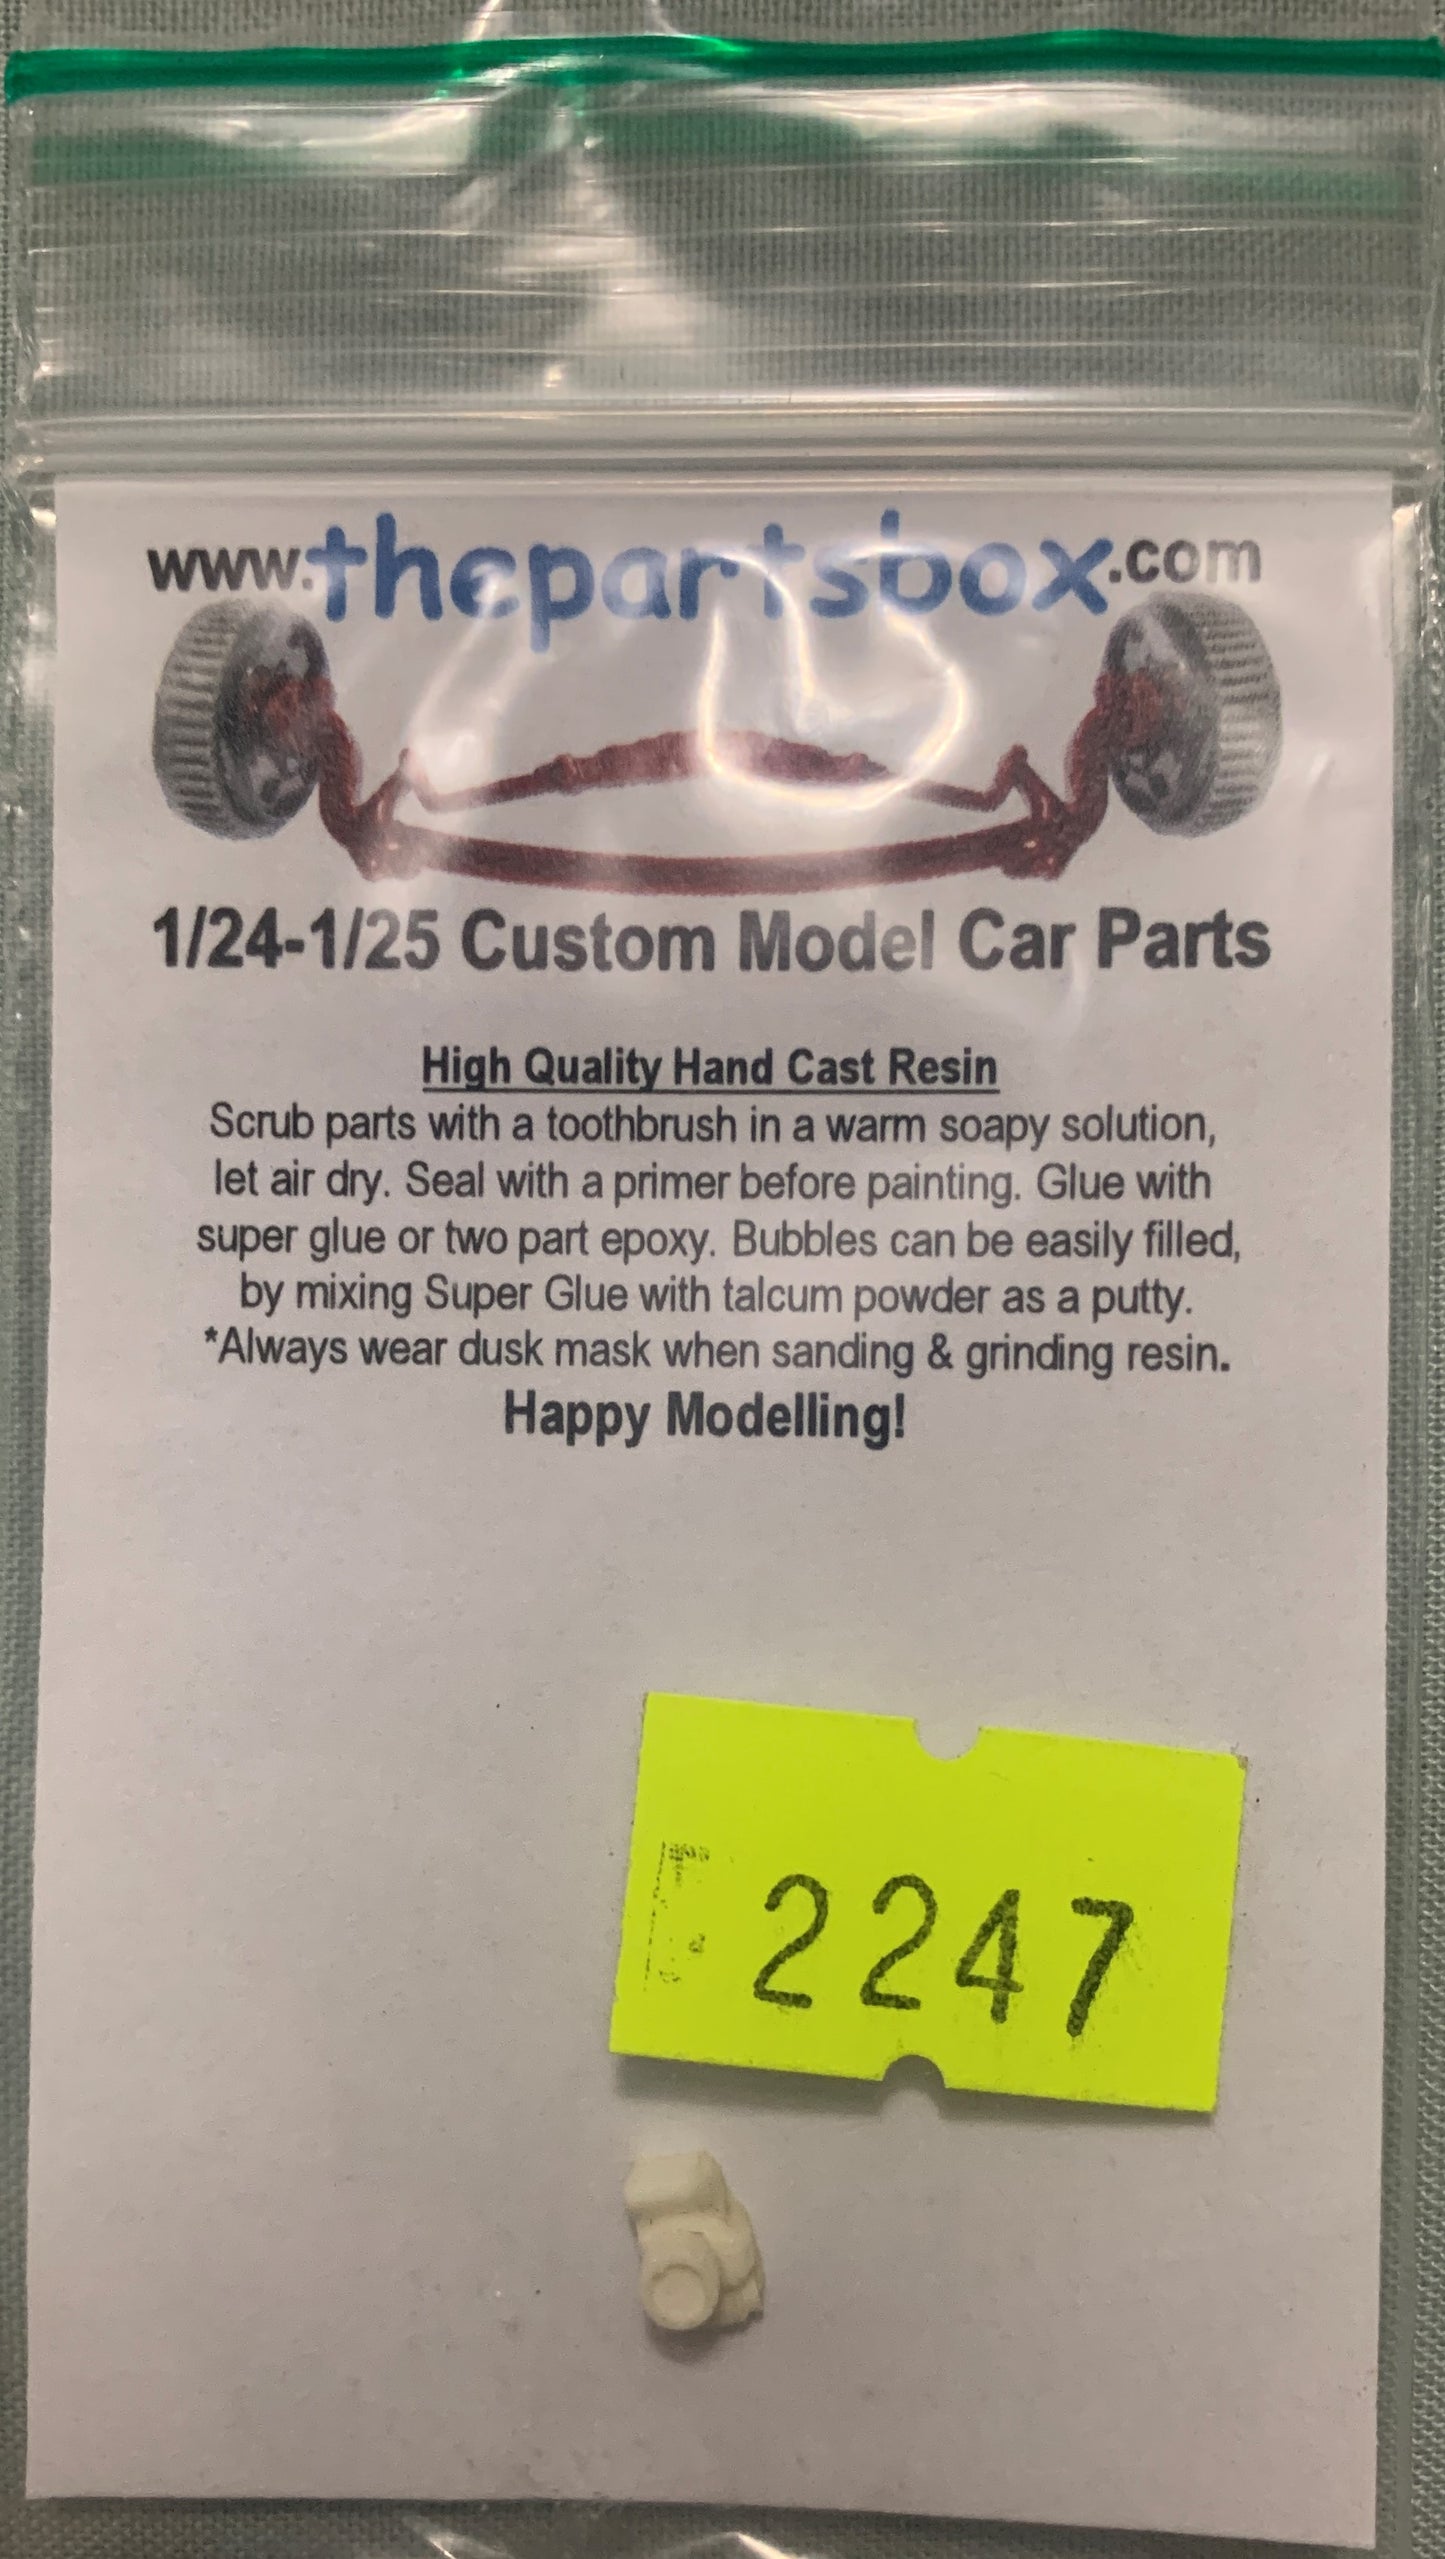 www.thepartsbox.com
1/24-1/25 Custom Model Car Parts
High Quality Hand Cast Resin
Scrub parts with a toothbrush in a warm soapy solution,
let air dry. Seal with a primer before painting. Glue with
super glue or two part epoxy. Bubbles can be easily filled,
by mixing Super Glue with talcum powder as a putty.
*Always wear dusk mask when sanding & grinding resin.
Happy Modelling!
2247